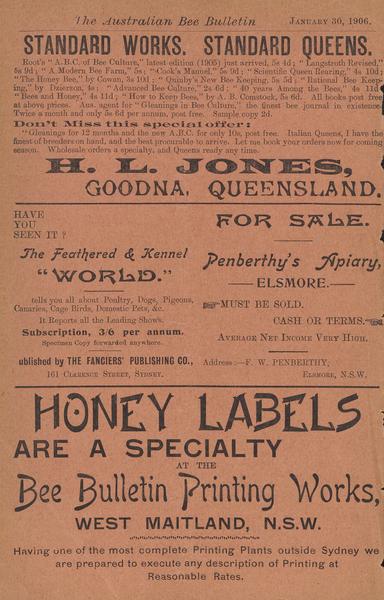 The Australian Bee Bulletin January 30, 1906.
STANDARD WORKS. STANDARD QUEENS.
Root's "A.B.C. of Bee Culture," latest edition (1905) just arrived, 5s 4d; "Langstroth Revised,"
5s 9d; "A Modern Bee Farm," 5s; "Cook's Manuel," 5s 9d; "Scientific Queen Rearing," 4s 10d;
"The Honey Bee," by Cowan, 3s 10d; "Quinby's New Bee Keeping, 5s 5d; "Rational Bee Keep-
ing," by Dzierton, 4s; "Advanced Bee Culture," 2s 6d; "40 years Among the Bees," 4s 11d
"Bees and Honey," 4s 11d; "How to Keep Bees," by A. B. Comstock, 5s 6d. All books post free
at above prices. Aus. agent for "Gleanings in Bee Culture," the finest bee journal in existence.
Twice a month and only 5s 6d per annum, post free. Sample copy 2d.
Don't Miss this special offer:
"Gleanings for 12 months and the new A.B.C. for only 10s, post free. Italian Queens, I have the
finest of breeders on hand, and the best procurable to arrive. Let me book your orders now for coming
season. Wholesale orders a specialty, and Queens ready any time.
H. L. JONES,
GOODNA, QUEENSLAND.
HAVE
YOU
SEEN IT?
The Feathered & Kennel
"WORLD."
tells you all about Poultry, Dogs, Pigeons,
Canaries, Cage Birds, Domestic Pets, &c.
It Reports all the Leading Shows.
Subscription, 3/6 per annum.
Specimen Copy forwarded anywhere.
ublished by THE FANCIERS' PUBLISHING CO.,
161 Clarence Street, Sydney.
FOR SALE.
Penberthy's Apiary,
—ELSMORE.—
MUST BE SOLD.
CASH OR TERMS.
Average Net Income Very High.
Address:—F. W. PENBERTHY,
Elsmore, N.S.W.
HONEY LABELS
ARE A SPECIALTY
AT THE
Bee Bulletin Printing Works,
WEST MAITLAND, N.S.W.
Having one of the most complete Printing Plants outside Sydney we
are prepared to execute any description of Printing at
Reasonable Rates.